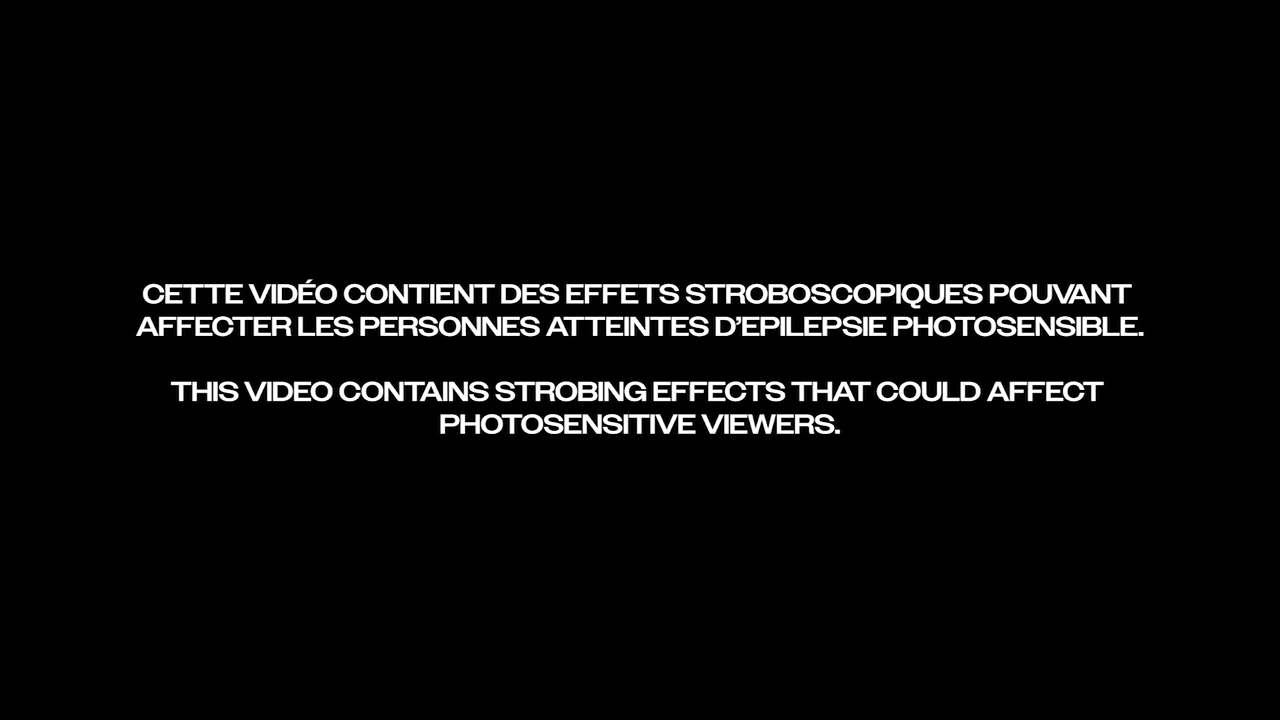 CETTE VIDÉO CONTIENT DES EFFETS STROBOSCOPIQUES POUVANT
AFFECTER LES PERSONNES ATTEINTES D’EPILEPSIE PHOTOSENSIBLE.
THIS VIDEO CONTAINS STROBING EFFECTS THAT COULD AFFECT
PHOTOSENSITIVE VIEWERS.